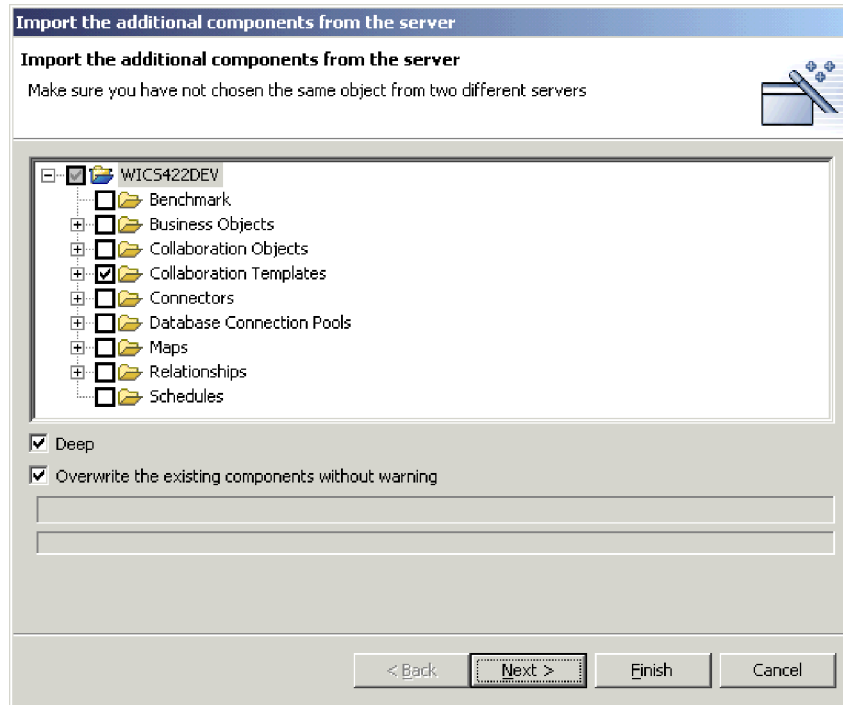 Import the additional components from the server
Import the additional components from the server
Make sure you have not chosen the same object from two different servers
WICS422DEV
Benchmark
Business Objects
Collaboration Objects
Collaboration Templates
Connectors
Database Connection Pools
Maps
Relationships
Schedules
Deep
Overwrite the existing components without warning
< Back
Next >
Finish
Cancel